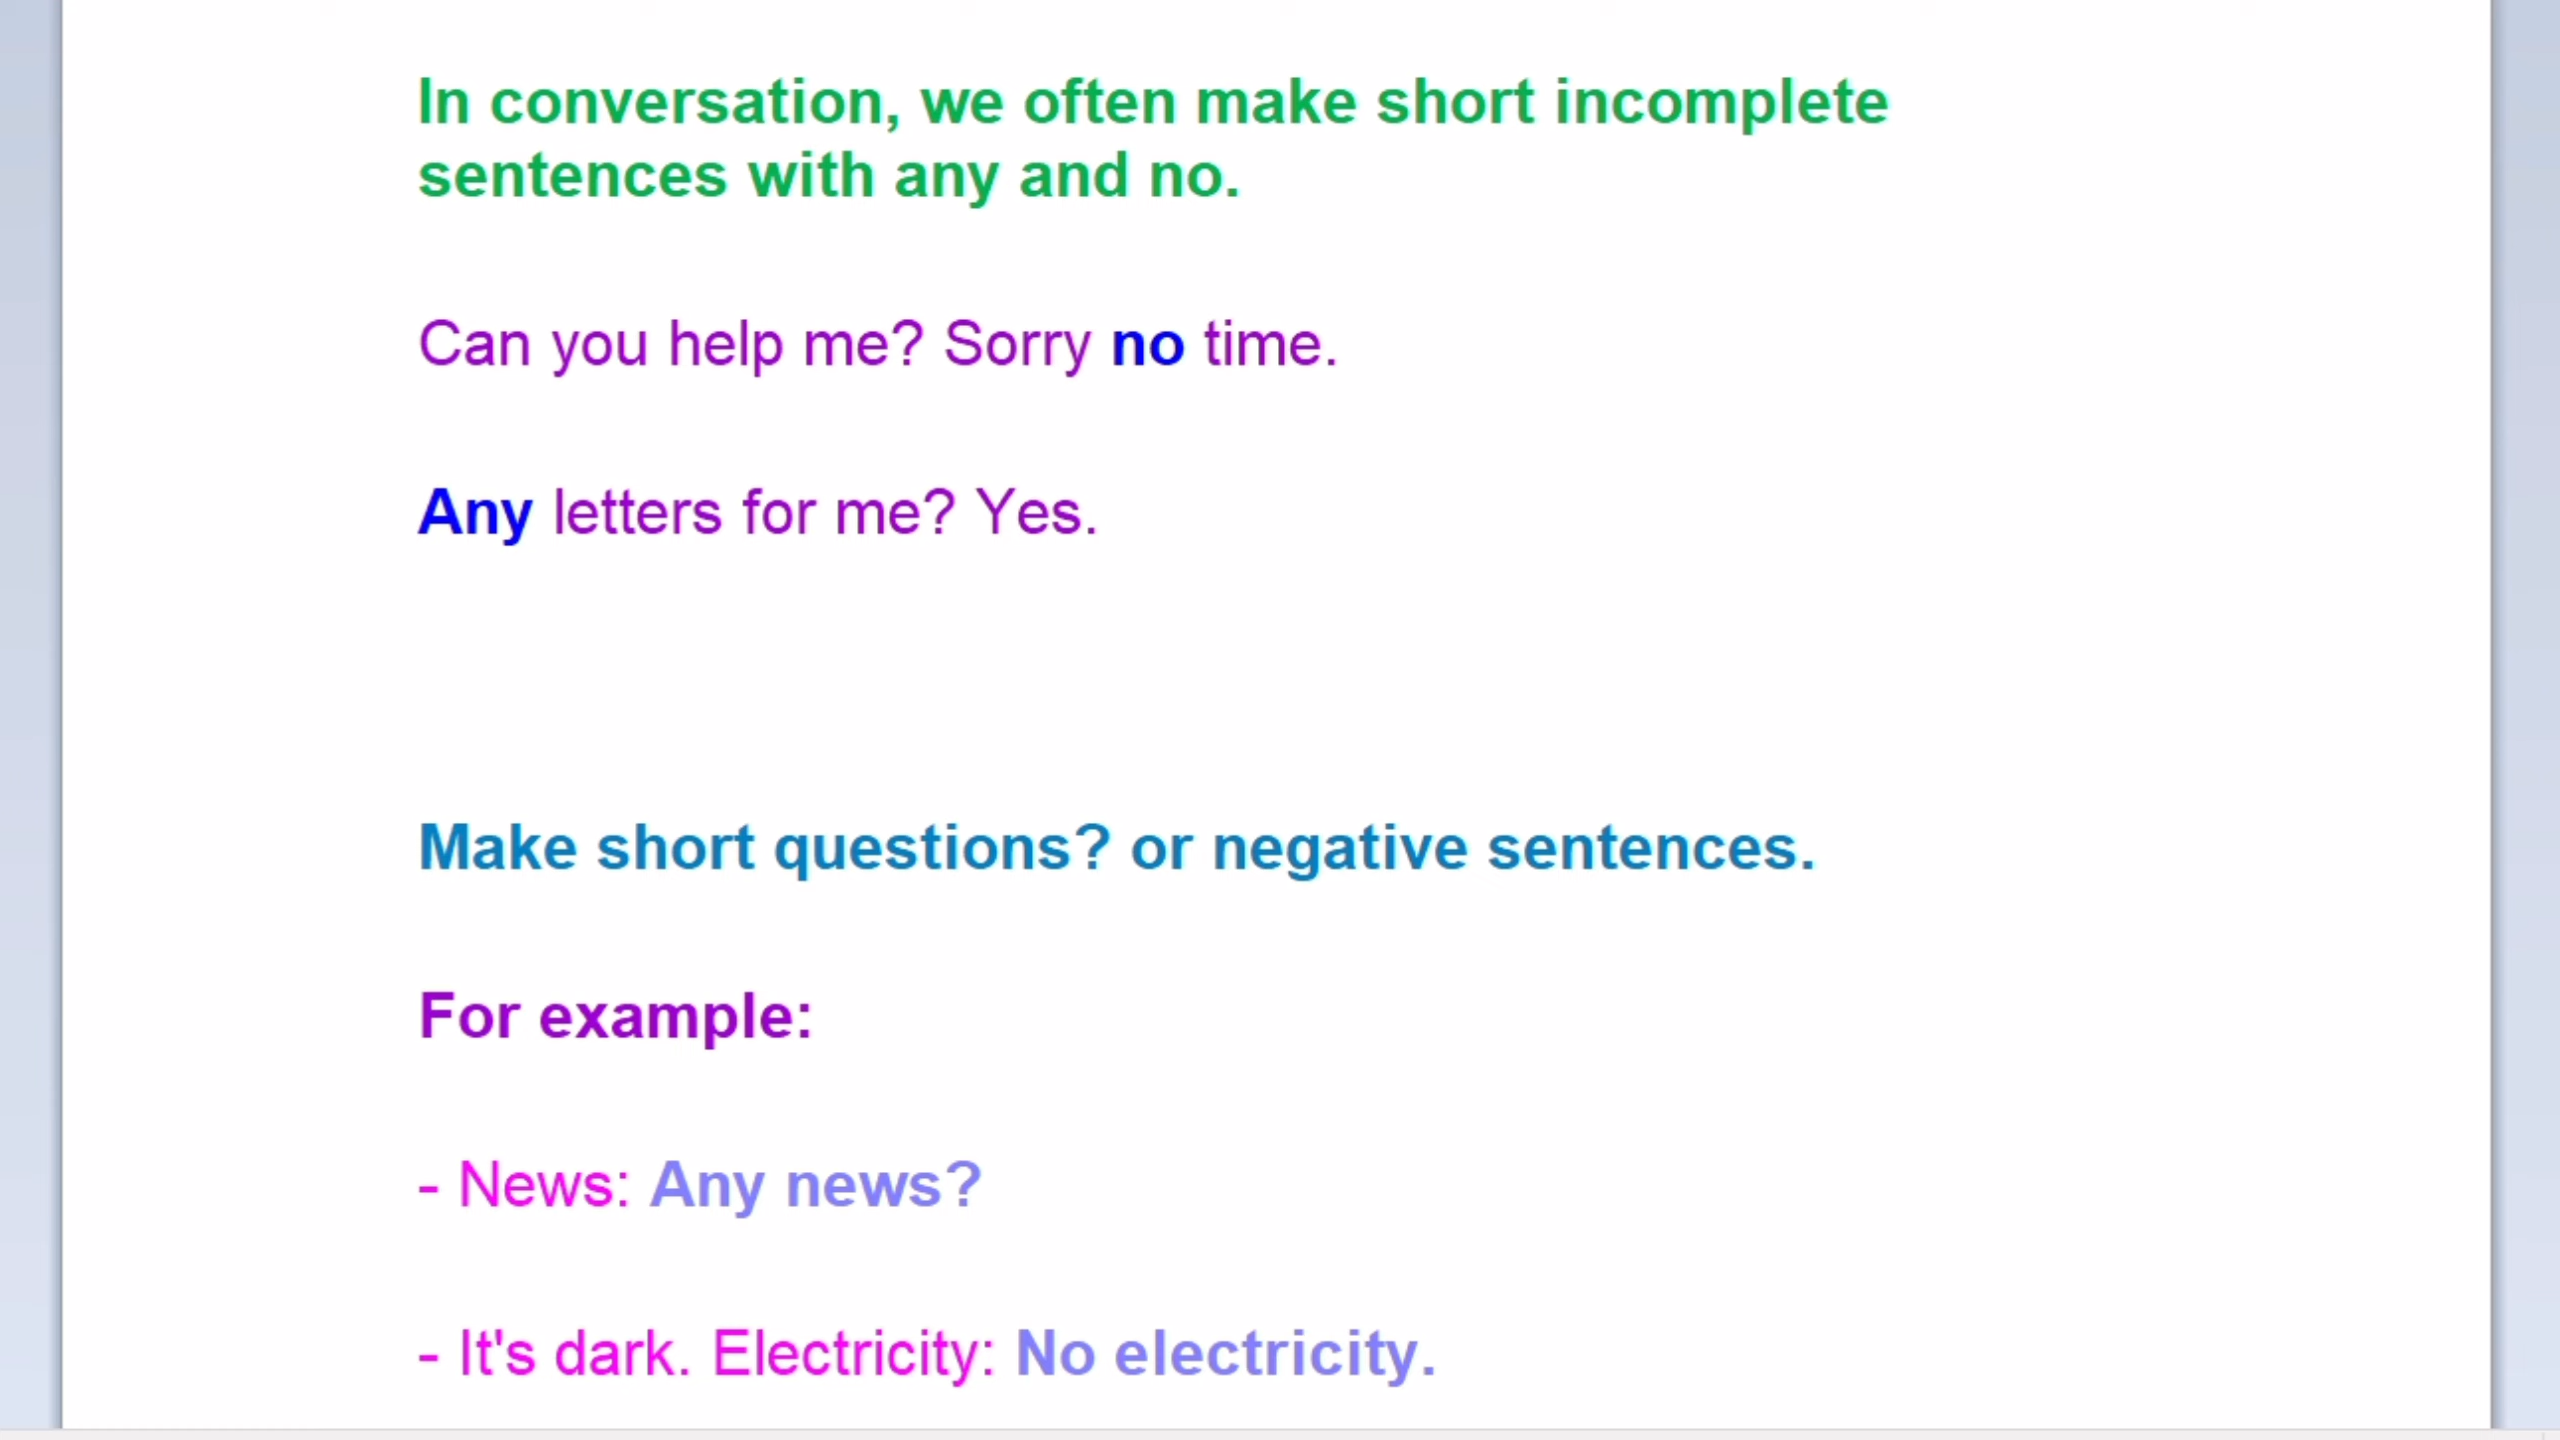 In conversation, we often make short incomplete
sentences with any and no.
Can you help me? Sorry no time.
Any letters for me? Yes.
Make short questions? or negative sentences.
For example:
- News: Any news?
- It's dark. Electricity: No electricity.